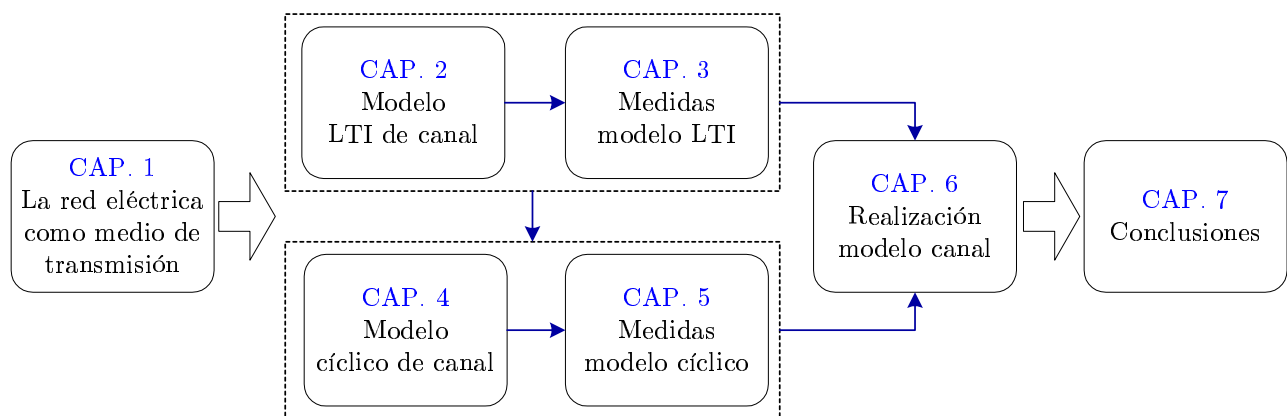 CAP. 1
La red eléctrica
como medio de
transmisión
CAP. 2
Modelo
LTI de canal
CAP. 3
Medidas
modelo LTI
CAP. 4
Modelo
cíclico de canal
CAP. 5
Medidas
modelo cíclico
CAP. 6
Realización
modelo canal
CAP. 7
Conclusiones